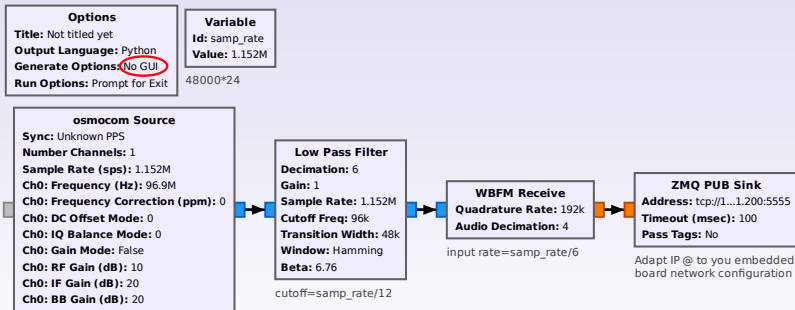 Options
Title: Not titled yet
Output Language: Python
Generate Options: No GUI
Run Options: Prompt for Exit
Variable
Id: samp_rate
Value: 1.152M
48000*24
osmocom Source
Sync: Unknown PPS
Number Channels: 1
Sample Rate (sps): 1.152M
Ch0: Frequency (Hz): 96.9M
Ch0: Frequency Correction (ppm): 0
Ch0: DC Offset Mode: 0
Ch0: IQ Balance Mode: 0
Ch0: Gain Mode: False
Ch0: RF Gain (dB): 10
Ch0: IF Gain (dB): 20
Ch0: BB Gain (dB): 20
Low Pass Filter
Decimation: 6
Gain: 1
Sample Rate: 1.152M
Cutoff Freq: 96k
Transition Width: 48k
Window: Hamming
Beta: 6.76
cutoff=samp_rate/12
WBFM Receive
Quadrature Rate: 192k
Audio Decimation: 4
input rate=samp_rate/6
ZMQ PUB Sink
Address: tcp://1...1.200:5555
Timeout (msec): 100
Pass Tags: No
Adapt IP @ to you embedded
board network configuration